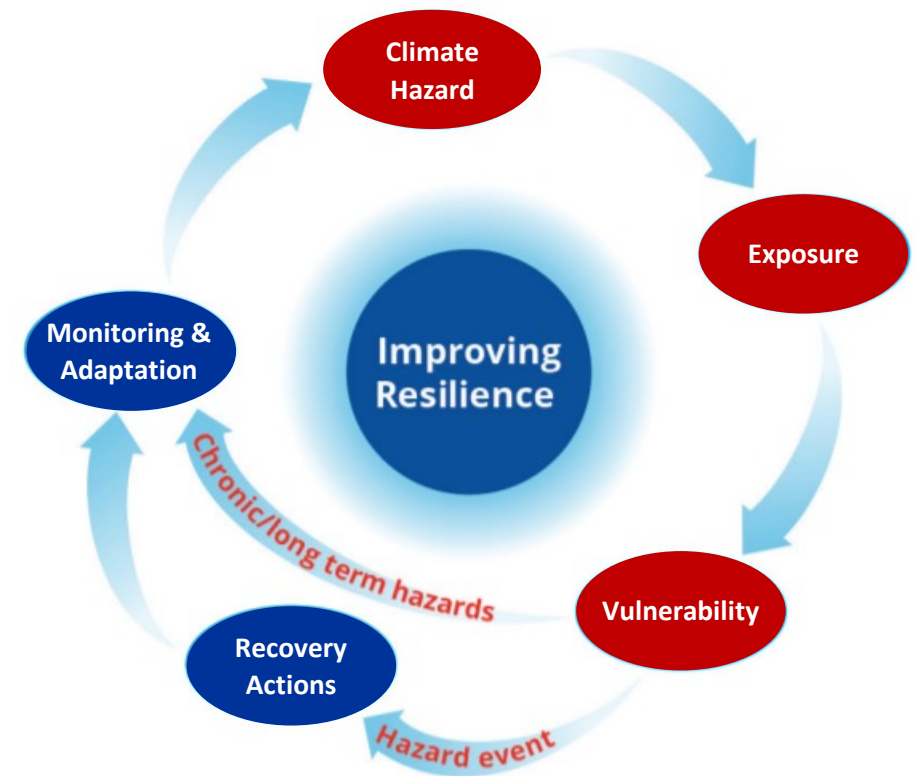 Climate
Hazard
Exposure
Vulnerability
Hazard event
Recovery
Actions
Chronic/long term hazards
Monitoring &
Adaptation
Improving
Resilience